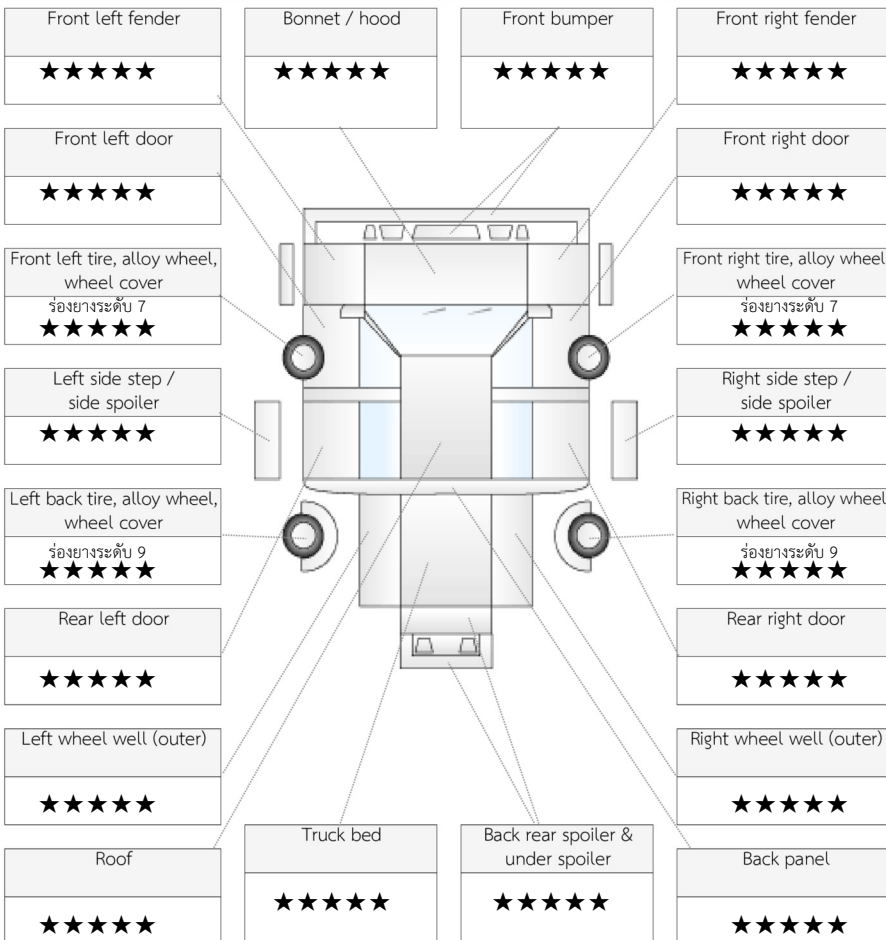 Front left fender
★★★★★
Bonnet / hood
★★★★★
Front bumper
★★★★★
Front right fender
★★★★★
Front left door
★★★★★
Front right door
★★★★★
Front left tire, alloy wheel,
wheel cover
ร่องยางระดับ 7
★★★★★
Front right tire, alloy wheel
wheel cover
ร่องยางระดับ 7
★★★★★
Left side step /
side spoiler
★★★★★
Right side step /
side spoiler
★★★★★
Left back tire, alloy wheel,
wheel cover
ร่องยางระดับ 9
★★★★★
Right back tire, alloy wheel
wheel cover
ร่องยางระดับ 9
★★★★★
Rear left door
★★★★★
Rear right door
★★★★★
Left wheel well (outer)
★★★★★
Right wheel well (outer)
★★★★★
Roof
★★★★★
Truck bed
★★★★★
Back rear spoiler &
under spoiler
★★★★★
Back panel
★★★★★